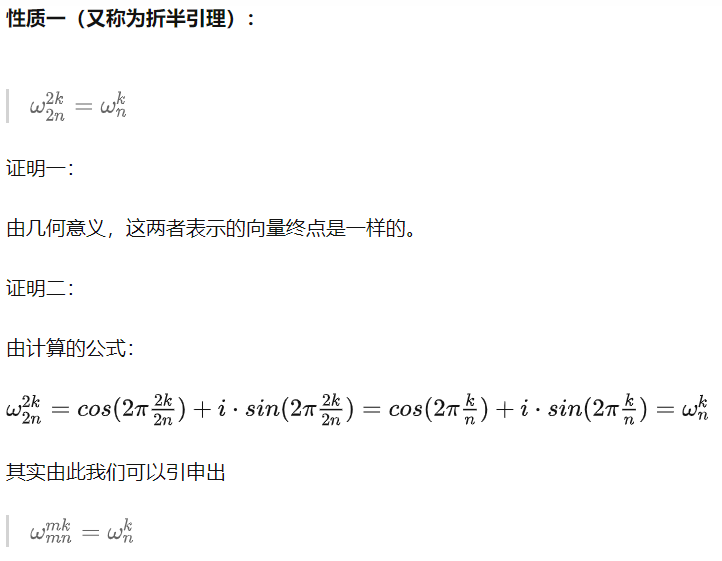 性质一（又称为折半引理）：
$\omega_{2n}^{2k} = \omega_n^k$
证明一：
由几何意义，这两者表示的向量终点是一样的。
证明二：
由计算的公式：
$\omega_{2n}^{2k} = cos(2\pi\frac{2k}{2n}) + i \cdot sin(2\pi\frac{2k}{2n}) = cos(2\pi\frac{k}{n}) + i \cdot sin(2\pi\frac{k}{n}) = \omega_n^k$
其实由此我们可以引申出
$\omega_{mn}^{mk} = \omega_n^k$